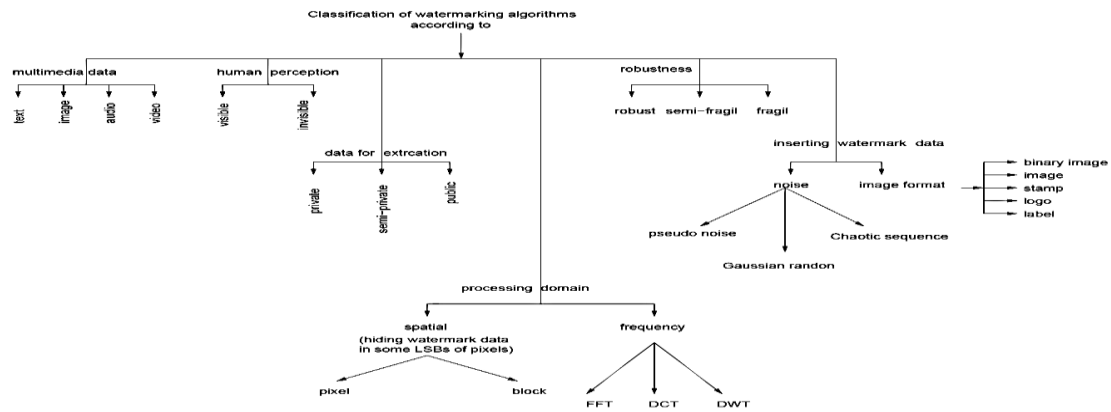 Classification of watermarking algorithms
according to
multimedia data
text
image
audio
video
human perception
visible
invisible
data for extrcation
private
semi-private
public
robustness
robust
semi-fragil
fragil
inserting watermark data
noise
image format
binary image
image
stamp
logo
label
pseudo noise
Gaussian randon
Chaotic sequence
processing domain
spatial
(hiding watermark data
in some LSBs of pixels)
pixel
block
frequency
FFT
DCT
DWT